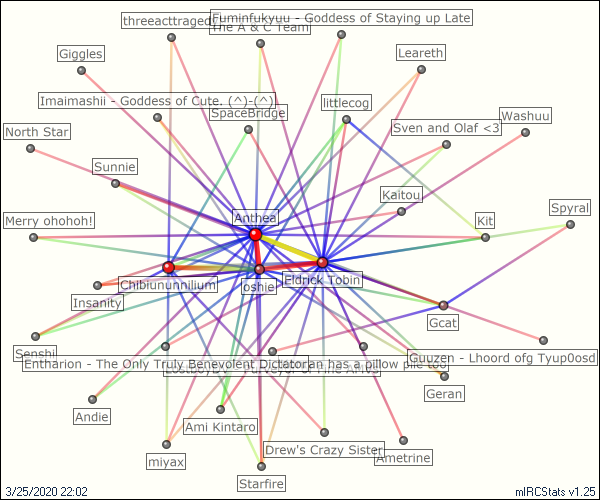 Fuminfukyuu - Goddess of Staying up Late
threeacttragedy
The A & C Team
Giggles
Leareth
Imaimashii - Goddess of Cute. (^)-(^)
littlecog
SpaceBridge
Washuu
North Star
Sven and Olaf <3
Sunnie
Kaitou
Spyral
Merry ohohoh!
Anthea
Kit
Chibiununnilium
oshie
Eldrick Tobin
Insanity
Gcat
Senshi
Guuzen - Lhoord ofg Tyup0osd
Entharion - The Only Truly Benevolent Dictator
an has a pillow pile too
Geran
Andie
Ami Kintaro
Drew's Crazy Sister
Ametrine
miyax
Starfire
3/25/2020 22:02
mIRCStats v1.25